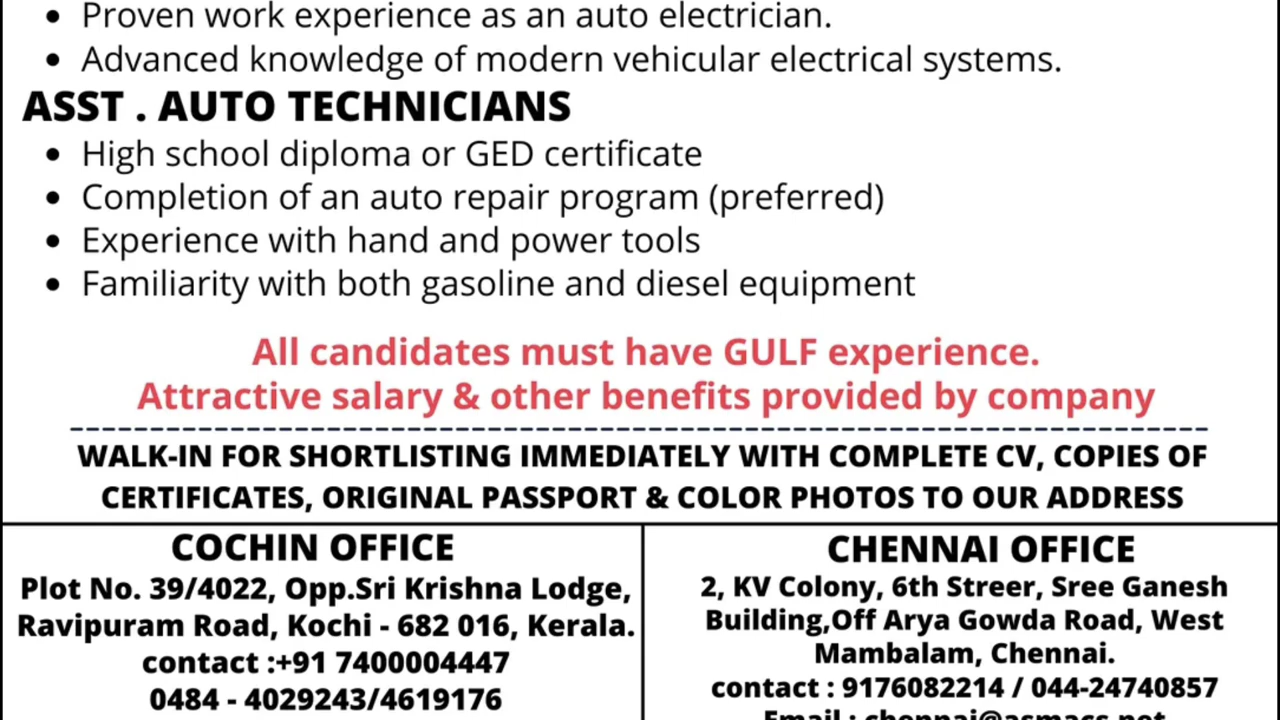 • Proven work experience as an auto electrician.
• Advanced knowledge of modern vehicular electrical systems.
ASST . AUTO TECHNICIANS
• High school diploma or GED certificate
• Completion of an auto repair program (preferred)
• Experience with hand and power tools
• Familiarity with both gasoline and diesel equipment
All candidates must have GULF experience.
Attractive salary & other benefits provided by company
WALK-IN FOR SHORTLISTING IMMEDIATELY WITH COMPLETE CV, COPIES OF
CERTIFICATES, ORIGINAL PASSPORT & COLOR PHOTOS TO OUR ADDRESS
COCHIN OFFICE
Plot No. 39/4022, Opp.Sri Krishna Lodge,
Ravipuram Road, Kochi - 682 016, Kerala.
contact :+91 7400004447
0484 - 4029243/4619176
CHENNAI OFFICE
2, KV Colony, 6th Streer, Sree Ganesh
Building,Off Arya Gowda Road, West
Mambalam, Chennai.
contact : 9176082214 / 044-24740857
Email : chennai@asmacs.net